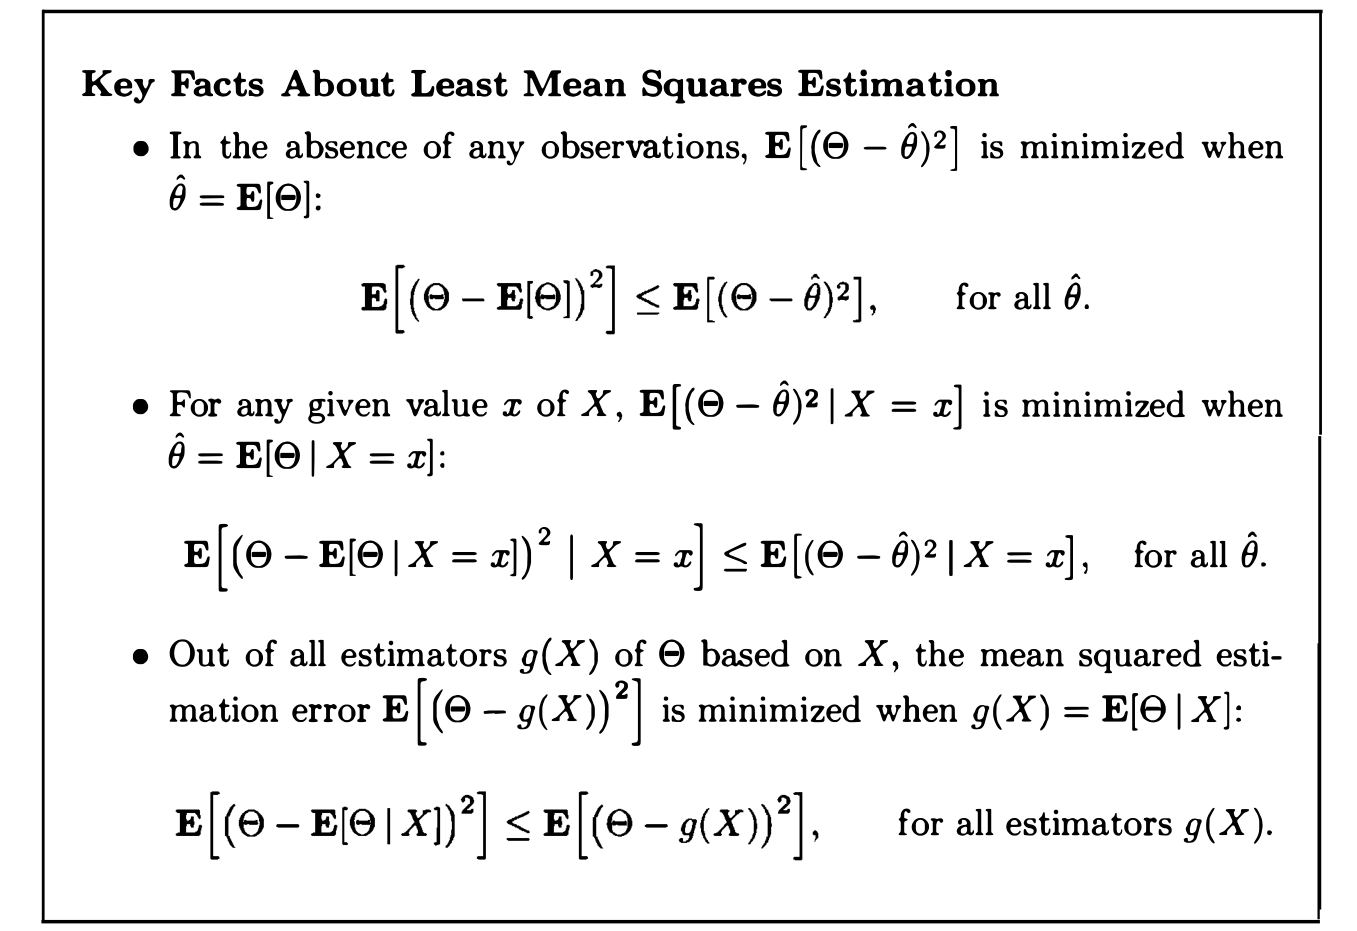 Key Facts About Least Mean Squares Estimation
• In the absence of any observations, E[(Θ − θ̂)²] is minimized when
θ̂ = E[Θ]:
E[(Θ − E[Θ])²] ≤ E[(Θ − θ̂)²], for all θ̂.
• For any given value x of X, E[(Θ − θ̂)² | X = x] is minimized when
θ̂ = E[Θ | X = x]:
E[(Θ − E[Θ | X = x])² | X = x] ≤ E[(Θ − θ̂)² | X = x], for all θ̂.
• Out of all estimators g(X) of Θ based on X, the mean squared esti-
mation error E[(Θ − g(X))²] is minimized when g(X) = E[Θ | X]:
E[(Θ − E[Θ | X])²] ≤ E[(Θ − g(X))²], for all estimators g(X).